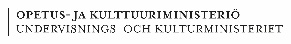 OPETUS- JA KULTTUURIMINISTERIÖ
UNDERVISNINGS- OCH KULTURMINISTERIET